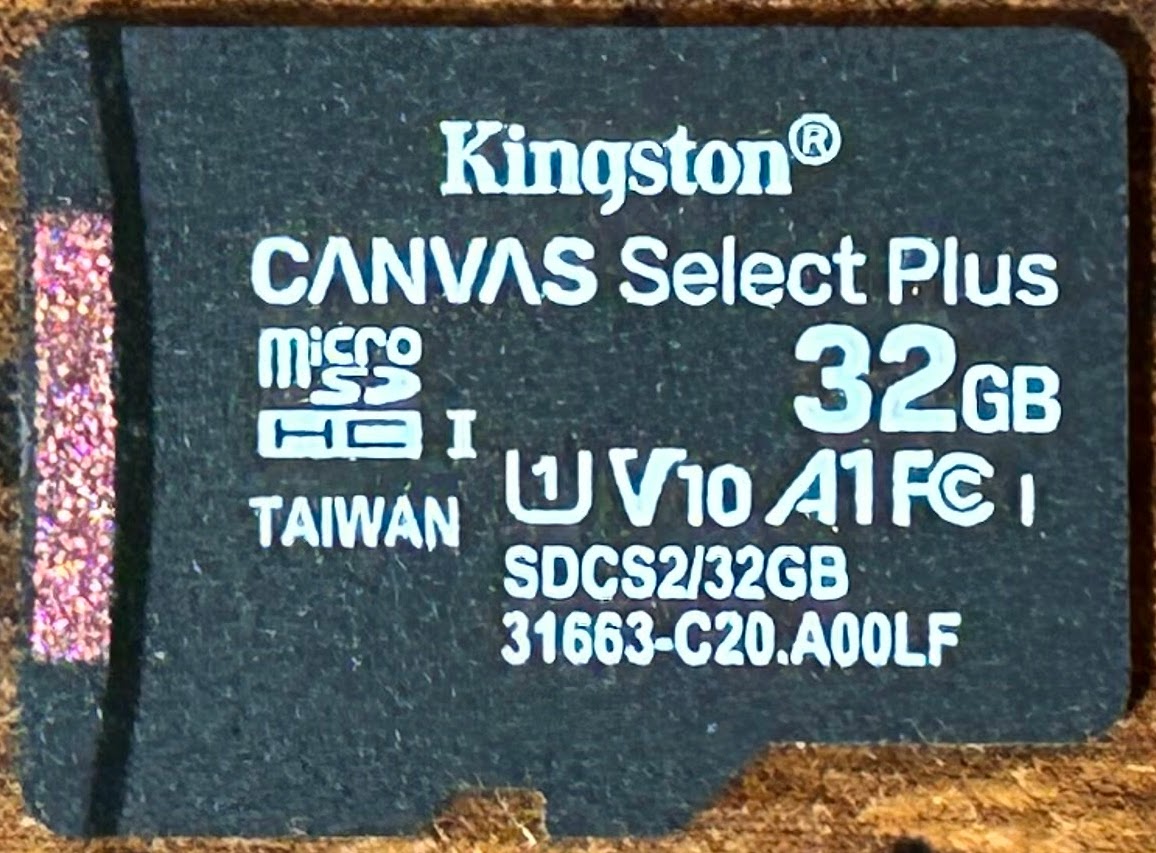 Kingston®
CANVAS Select Plus
micro
SD
HC I
32GB
U1 V10 A1 FC I
TAIWAN
SDCS2/32GB
31663-C20.A00LF